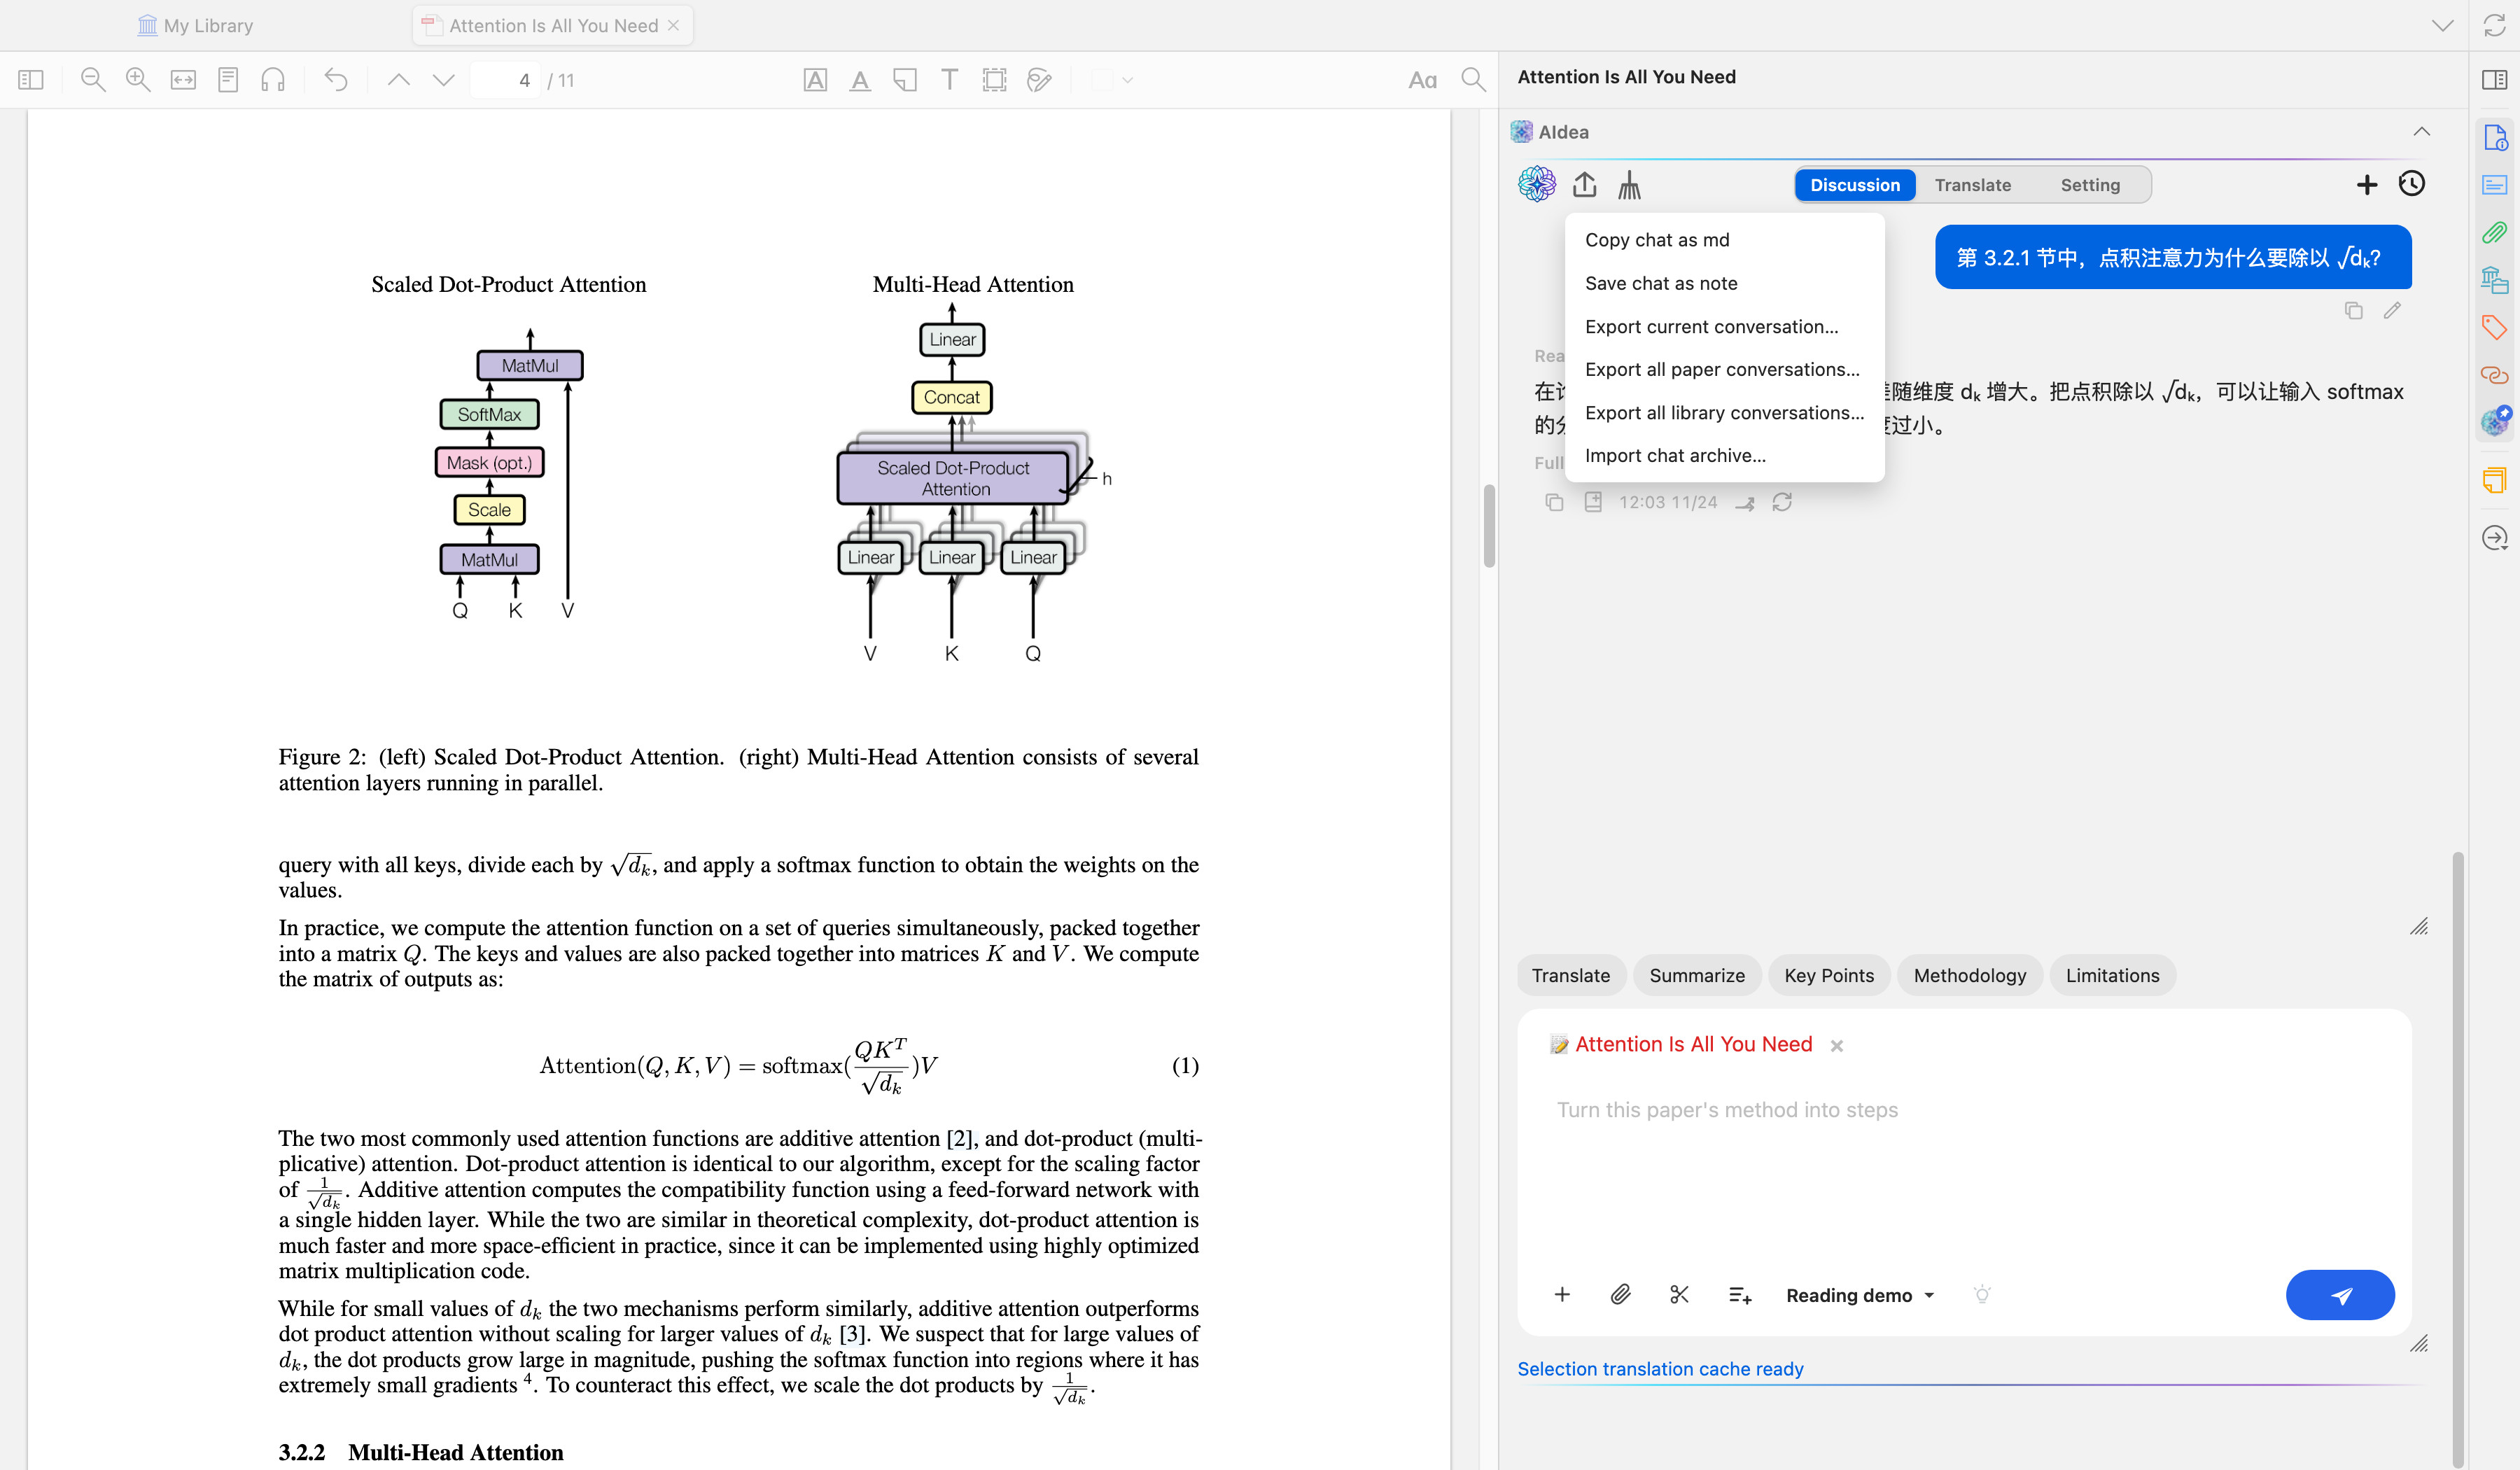 My Library
Attention Is All You Need
4 / 11
Aa
Scaled Dot-Product Attention
MatMul
SoftMax
Mask (opt.)
Scale
MatMul
Q K V
Multi-Head Attention
Linear
Concat
Scaled Dot-Product
Attention
h
Linear Linear Linear
V K Q
Figure 2: (left) Scaled Dot-Product Attention. (right) Multi-Head Attention consists of several
attention layers running in parallel.
query with all keys, divide each by √dₖ, and apply a softmax function to obtain the weights on the
values.
In practice, we compute the attention function on a set of queries simultaneously, packed together
into a matrix Q. The keys and values are also packed together into matrices K and V. We compute
the matrix of outputs as:
Attention(Q, K, V) = softmax(QKᵀ/√dₖ)V (1)
The two most commonly used attention functions are additive attention [2], and dot-product (multi-
plicative) attention. Dot-product attention is identical to our algorithm, except for the scaling factor
of 1/√dₖ. Additive attention computes the compatibility function using a feed-forward network with
a single hidden layer. While the two are similar in theoretical complexity, dot-product attention is
much faster and more space-efficient in practice, since it can be implemented using highly optimized
matrix multiplication code.
While for small values of dₖ the two mechanisms perform similarly, additive attention outperforms
dot product attention without scaling for larger values of dₖ [3]. We suspect that for large values of
dₖ, the dot products grow large in magnitude, pushing the softmax function into regions where it has
extremely small gradients ⁴. To counteract this effect, we scale the dot products by 1/√dₖ.
3.2.2 Multi-Head Attention
Attention Is All You Need
AIdea
Discussion Translate Setting
Copy chat as md
Save chat as note
Export current conversation...
Export all paper conversations...
Export all library conversations...
Import chat archive...
第 3.2.1 节中，点积注意力为什么要除以 √dₖ?
Rea
在 随维度 dₖ 增大。把点积除以 √dₖ，可以让输入 softmax
的 过小。
Full
12:03 11/24
Translate Summarize Key Points Methodology Limitations
Attention Is All You Need
Turn this paper's method into steps
Reading demo
Selection translation cache ready